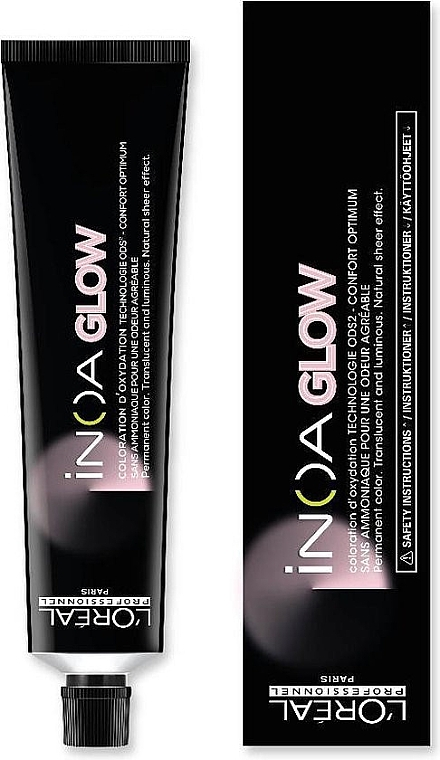 iNOA GLOW
COLORATION D'OXYDATION TECHNOLOGIE ODS² - CONFORT OPTIMUM
SANS AMMONIAQUE POUR UNE ODEUR AGRÉABLE
Permanent color. Translucent and luminous. Natural sheer effect.
L'ORÉAL
PROFESSIONNEL
PARIS
iNOA GLOW
coloration d'oxydation TECHNOLOGIE ODS2 - CONFORT OPTIMUM
SANS AMMONIAQUE POUR UNE ODEUR AGRÉABLE
Permanent color. Translucent and luminous. Natural sheer effect.
⚠ SAFETY INSTRUCTIONS ^ / INSTRUKTIONER ^ / INSTRUKTIONER ↓ / KÄYTTÖOHJEET ↓
L'ORÉAL
PROFESSIONNEL
PARIS